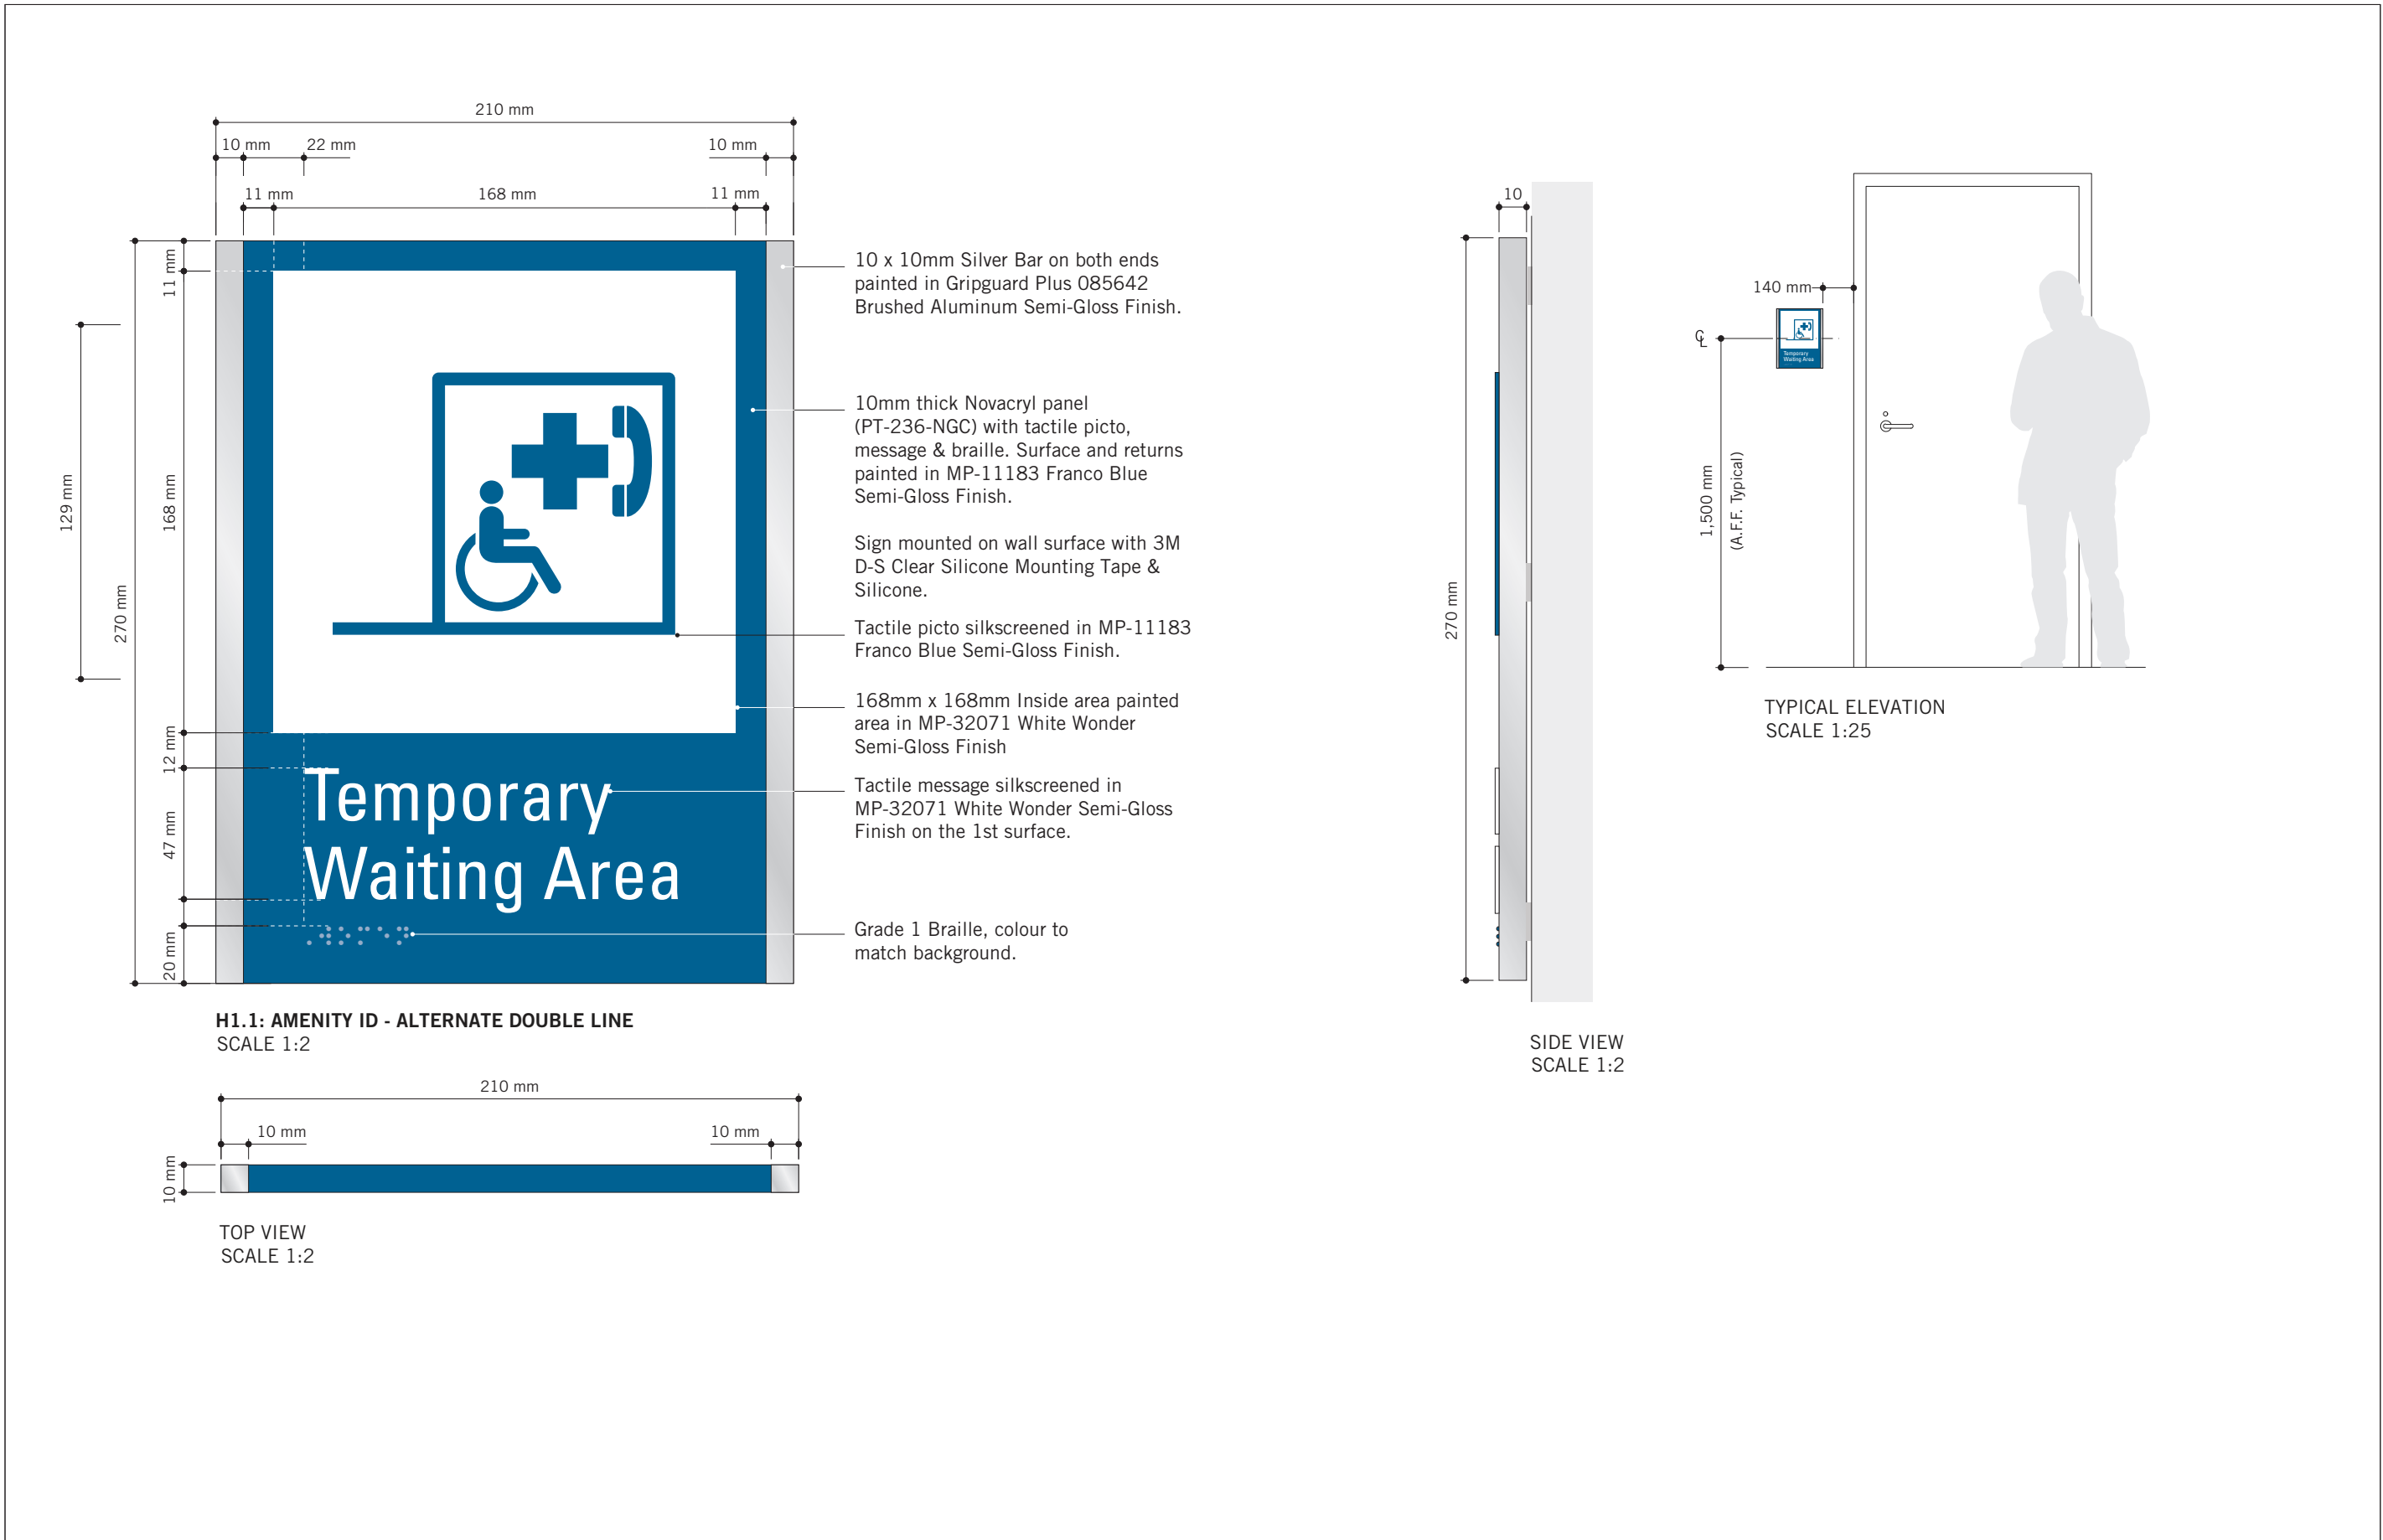 210 mm
10 mm
22 mm
10 mm
11 mm
168 mm
11 mm
11 mm
168 mm
129 mm
270 mm
12 mm
47 mm
20 mm
Temporary
Waiting Area
10 x 10mm Silver Bar on both ends
painted in Gripguard Plus 085642
Brushed Aluminum Semi-Gloss Finish.
10mm thick Novacryl panel
(PT-236-NGC) with tactile picto,
message & braille. Surface and returns
painted in MP-11183 Franco Blue
Semi-Gloss Finish.
Sign mounted on wall surface with 3M
D-S Clear Silicone Mounting Tape &
Silicone.
Tactile picto silkscreened in MP-11183
Franco Blue Semi-Gloss Finish.
168mm x 168mm Inside area painted
area in MP-32071 White Wonder
Semi-Gloss Finish
Tactile message silkscreened in
MP-32071 White Wonder Semi-Gloss
Finish on the 1st surface.
Grade 1 Braille, colour to
match background.
H1.1: AMENITY ID - ALTERNATE DOUBLE LINE
SCALE 1:2
210 mm
10 mm
10 mm
10 mm
TOP VIEW
SCALE 1:2
10
270 mm
SIDE VIEW
SCALE 1:2
140 mm
℄
Temporary
Waiting Area
1,500 mm
(A.F.F. Typical)
TYPICAL ELEVATION
SCALE 1:25